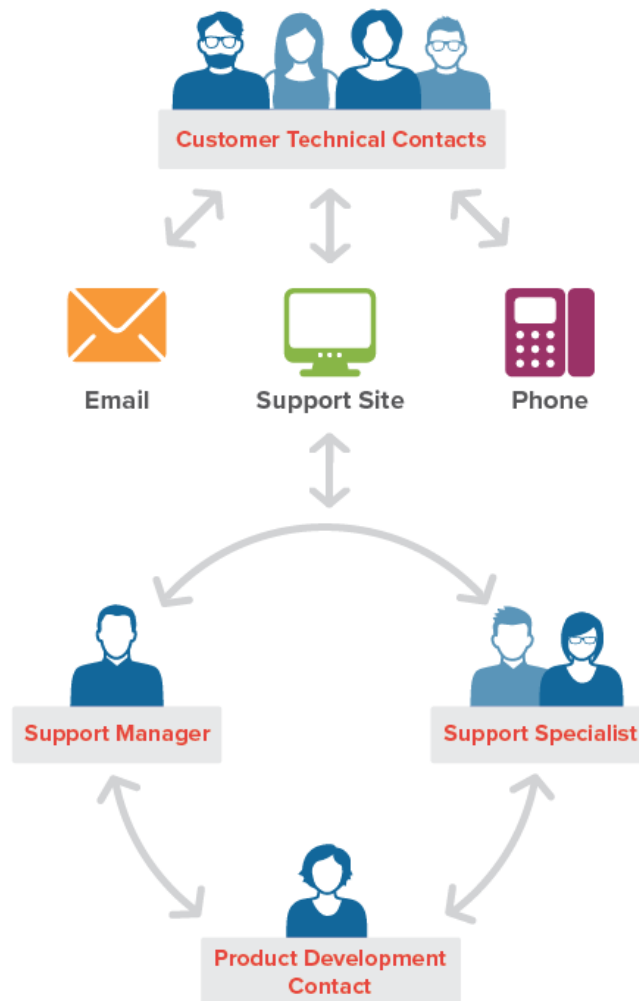 Customer Technical Contacts
Email
Support Site
Phone
Support Manager
Support Specialist
Product Development
Contact